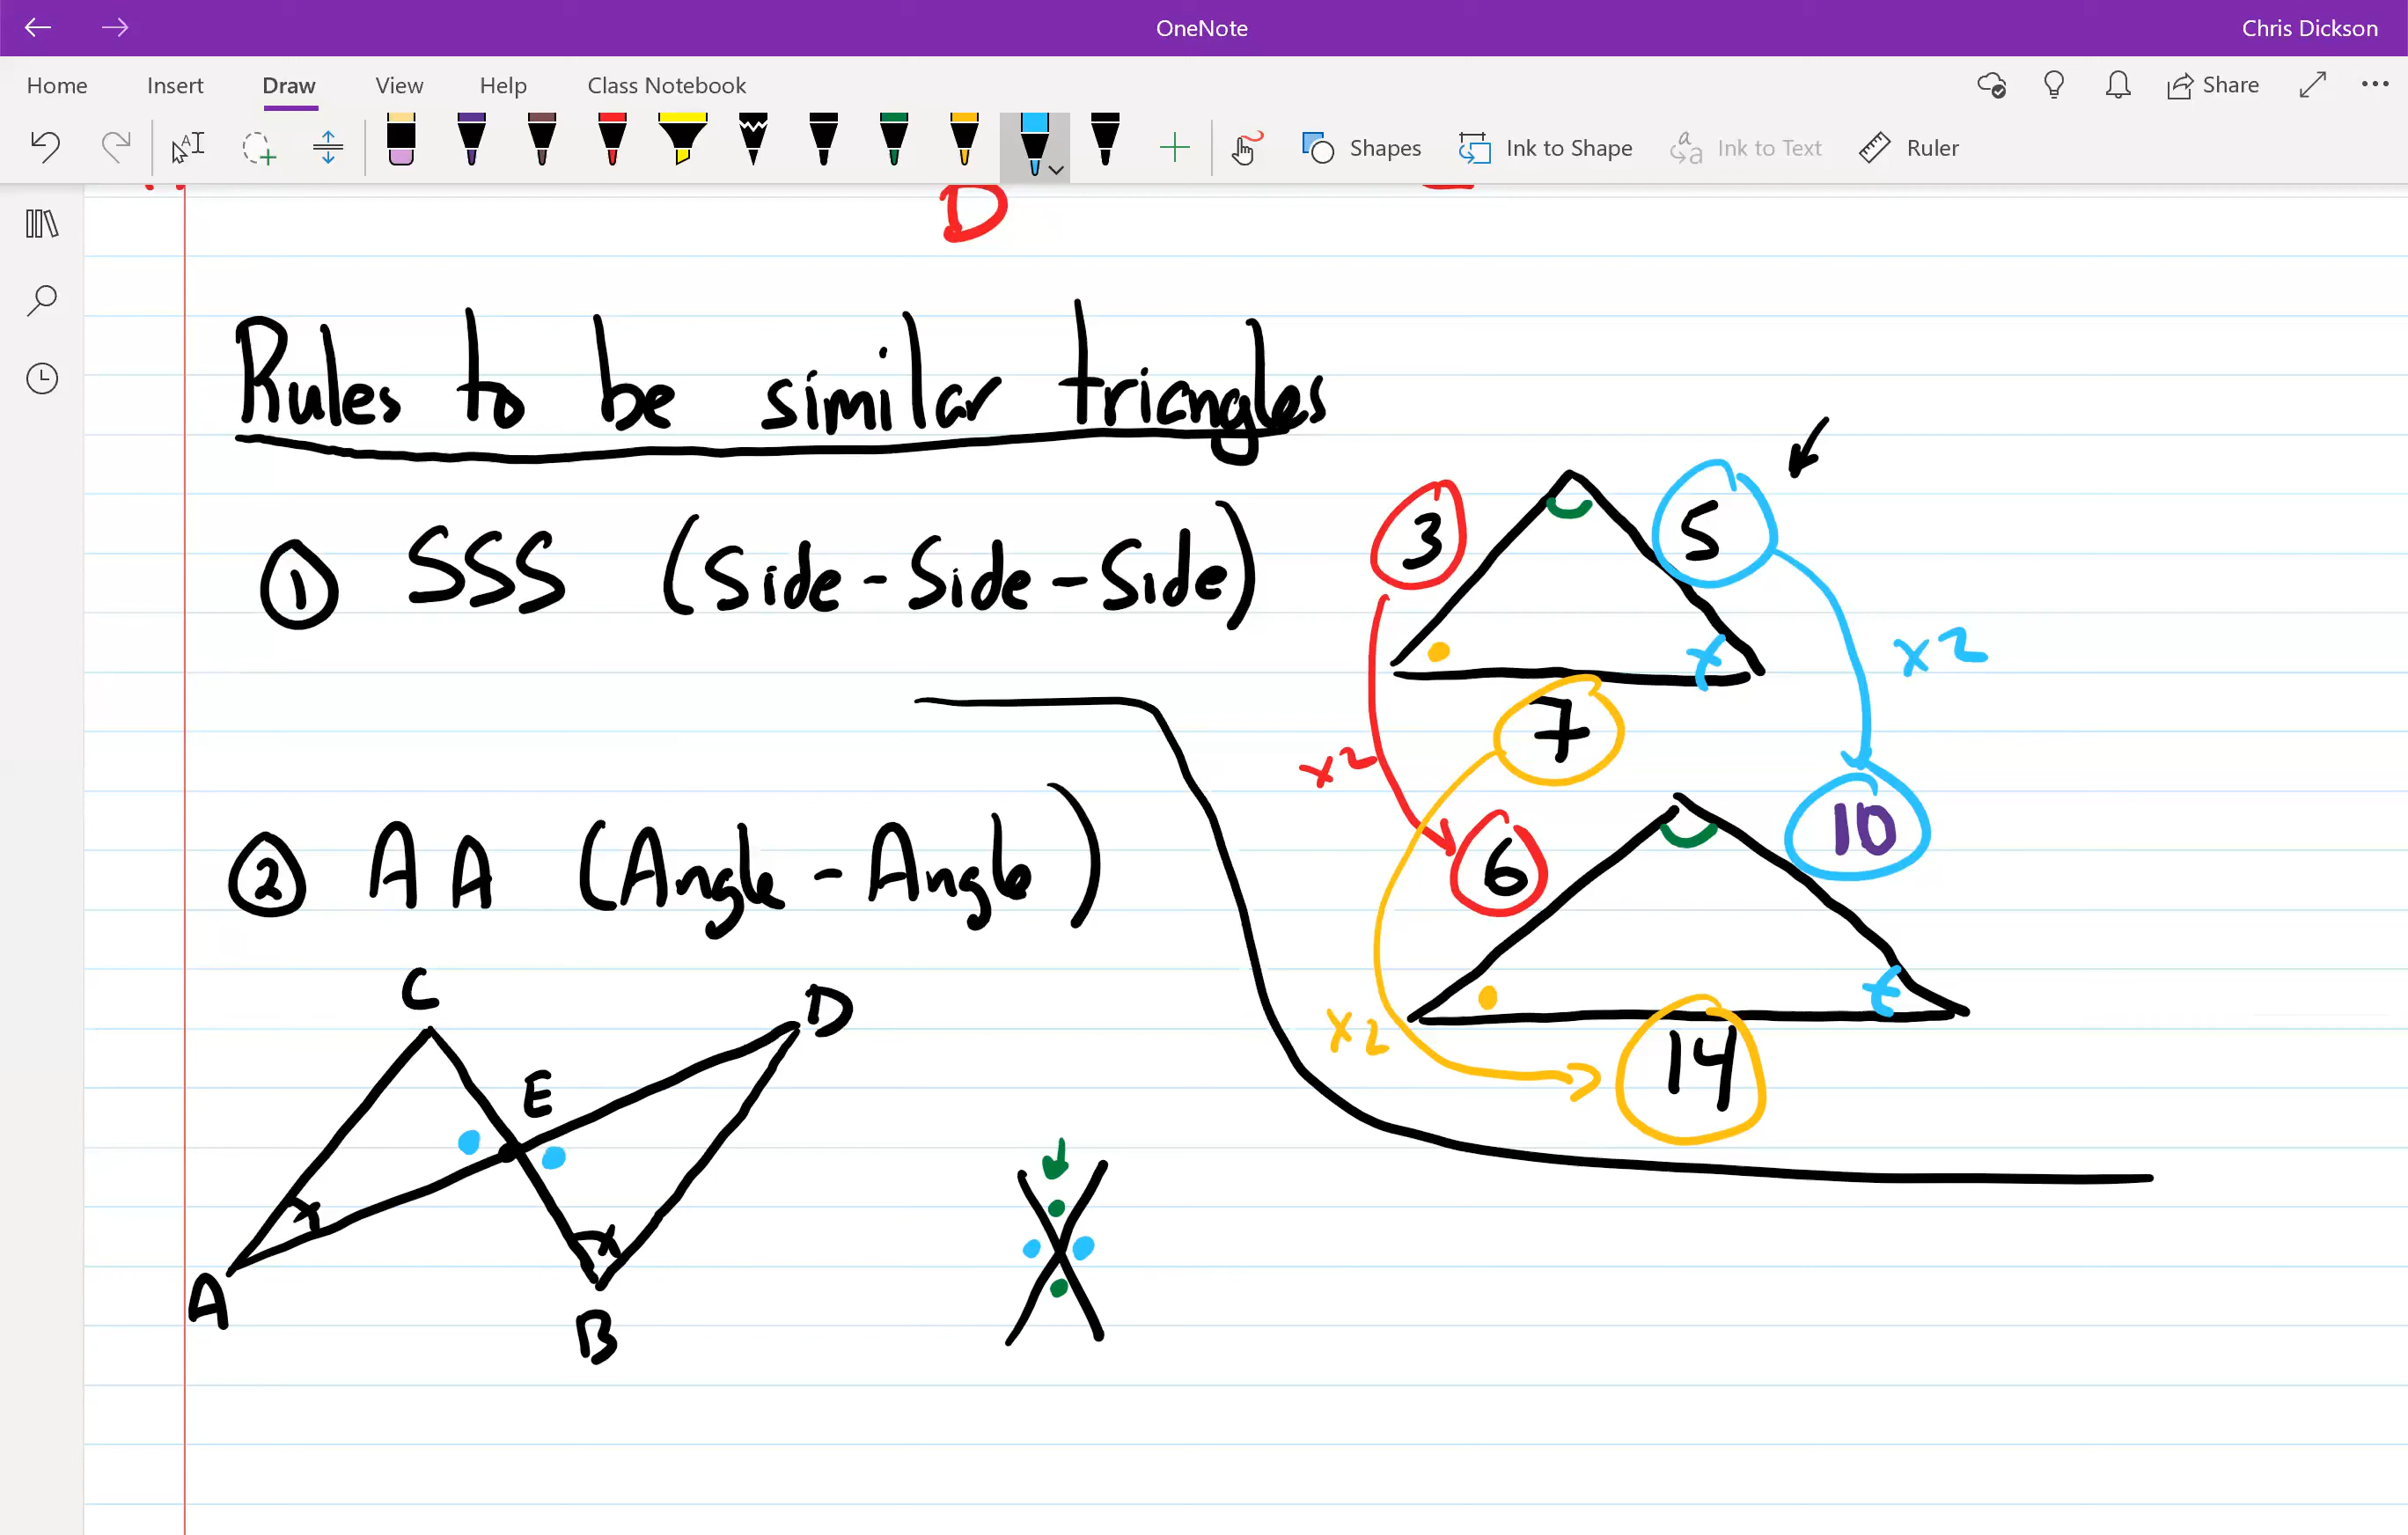 OneNote
Chris Dickson
Home Insert Draw View Help Class Notebook
Share
Shapes Ink to Shape Ink to Text Ruler
D
Rules to be similar triangles
① SSS (Side-Side-Side)
3 5
x2
7
x2
② AA (Angle-Angle)
6 10
x2
14
C D
E
x x
A
B